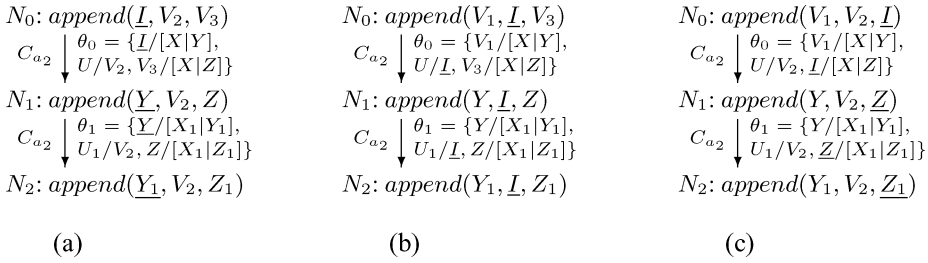 N₀: append(I, V₂, V₃)
Cₐ₂ θ₀ = {I/[X|Y],
U/V₂, V₃/[X|Z]}
N₁: append(Y, V₂, Z)
Cₐ₂ θ₁ = {Y/[X₁|Y₁],
U₁/V₂, Z/[X₁|Z₁]}
N₂: append(Y₁, V₂, Z₁)
(a)
N₀: append(V₁, I, V₃)
Cₐ₂ θ₀ = {V₁/[X|Y],
U/I, V₃/[X|Z]}
N₁: append(Y, I, Z)
Cₐ₂ θ₁ = {Y/[X₁|Y₁],
U₁/I, Z/[X₁|Z₁]}
N₂: append(Y₁, I, Z₁)
(b)
N₀: append(V₁, V₂, I)
Cₐ₂ θ₀ = {V₁/[X|Y],
U/V₂, I/[X|Z]}
N₁: append(Y, V₂, Z)
Cₐ₂ θ₁ = {Y/[X₁|Y₁],
U₁/V₂, Z/[X₁|Z₁]}
N₂: append(Y₁, V₂, Z₁)
(c)